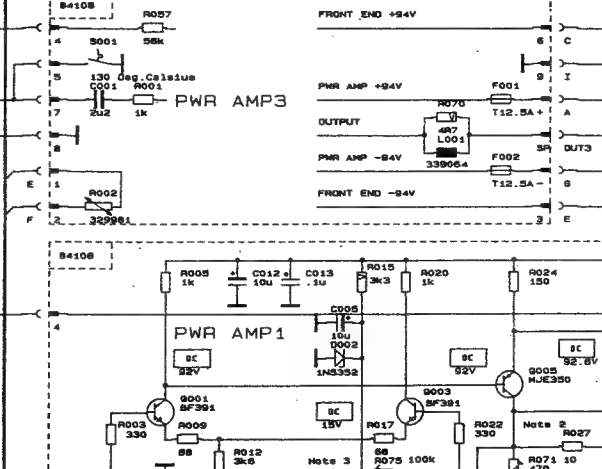 84108
R057
FRONT END +94V
4
56k
6
C
S001
5
130 Deg.Celsius
9
I
C001
R001
PWR AMP +94V
F001
PWR AMP3
7
2u2
1k
R070
T12.5A+
A
OUTPUT
4R7
8
L001
SP
OUT3
PWR AMP -94V
339064
F002
E
1
T12.5A-
G
R002
FRONT END -94V
F
2
329981
3
E
84108
R005
C012
C013
R015
R020
R024
1k
10u
.1u
3k3
1k
150
C005
4
PWR AMP1
10u
D002
DC
DC
DC
92V
92V
92.6V
1N5352
Q005
MJE350
Q001
Q003
BF391
DC
BF391
R003
R009
15V
R017
R022
Note 2
330
330
R027
68
R012
68
10
3k6
Note 3
R075
100k
R071
470